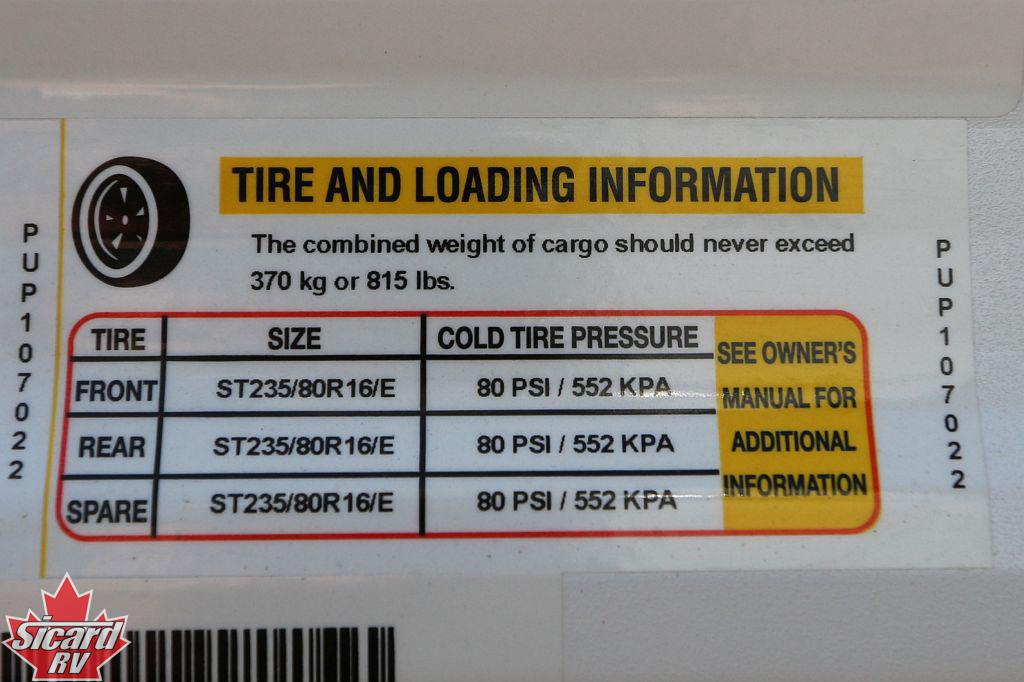 PUP107022
TIRE AND LOADING INFORMATION
The combined weight of cargo should never exceed
370 kg or 815 lbs.
TIRE SIZE COLD TIRE PRESSURE
FRONT ST235/80R16/E 80 PSI / 552 KPA
REAR ST235/80R16/E 80 PSI / 552 KPA
SPARE ST235/80R16/E 80 PSI / 552 KPA
SEE OWNER'S
MANUAL FOR
ADDITIONAL
INFORMATION
PUP107022
Sicard
RV